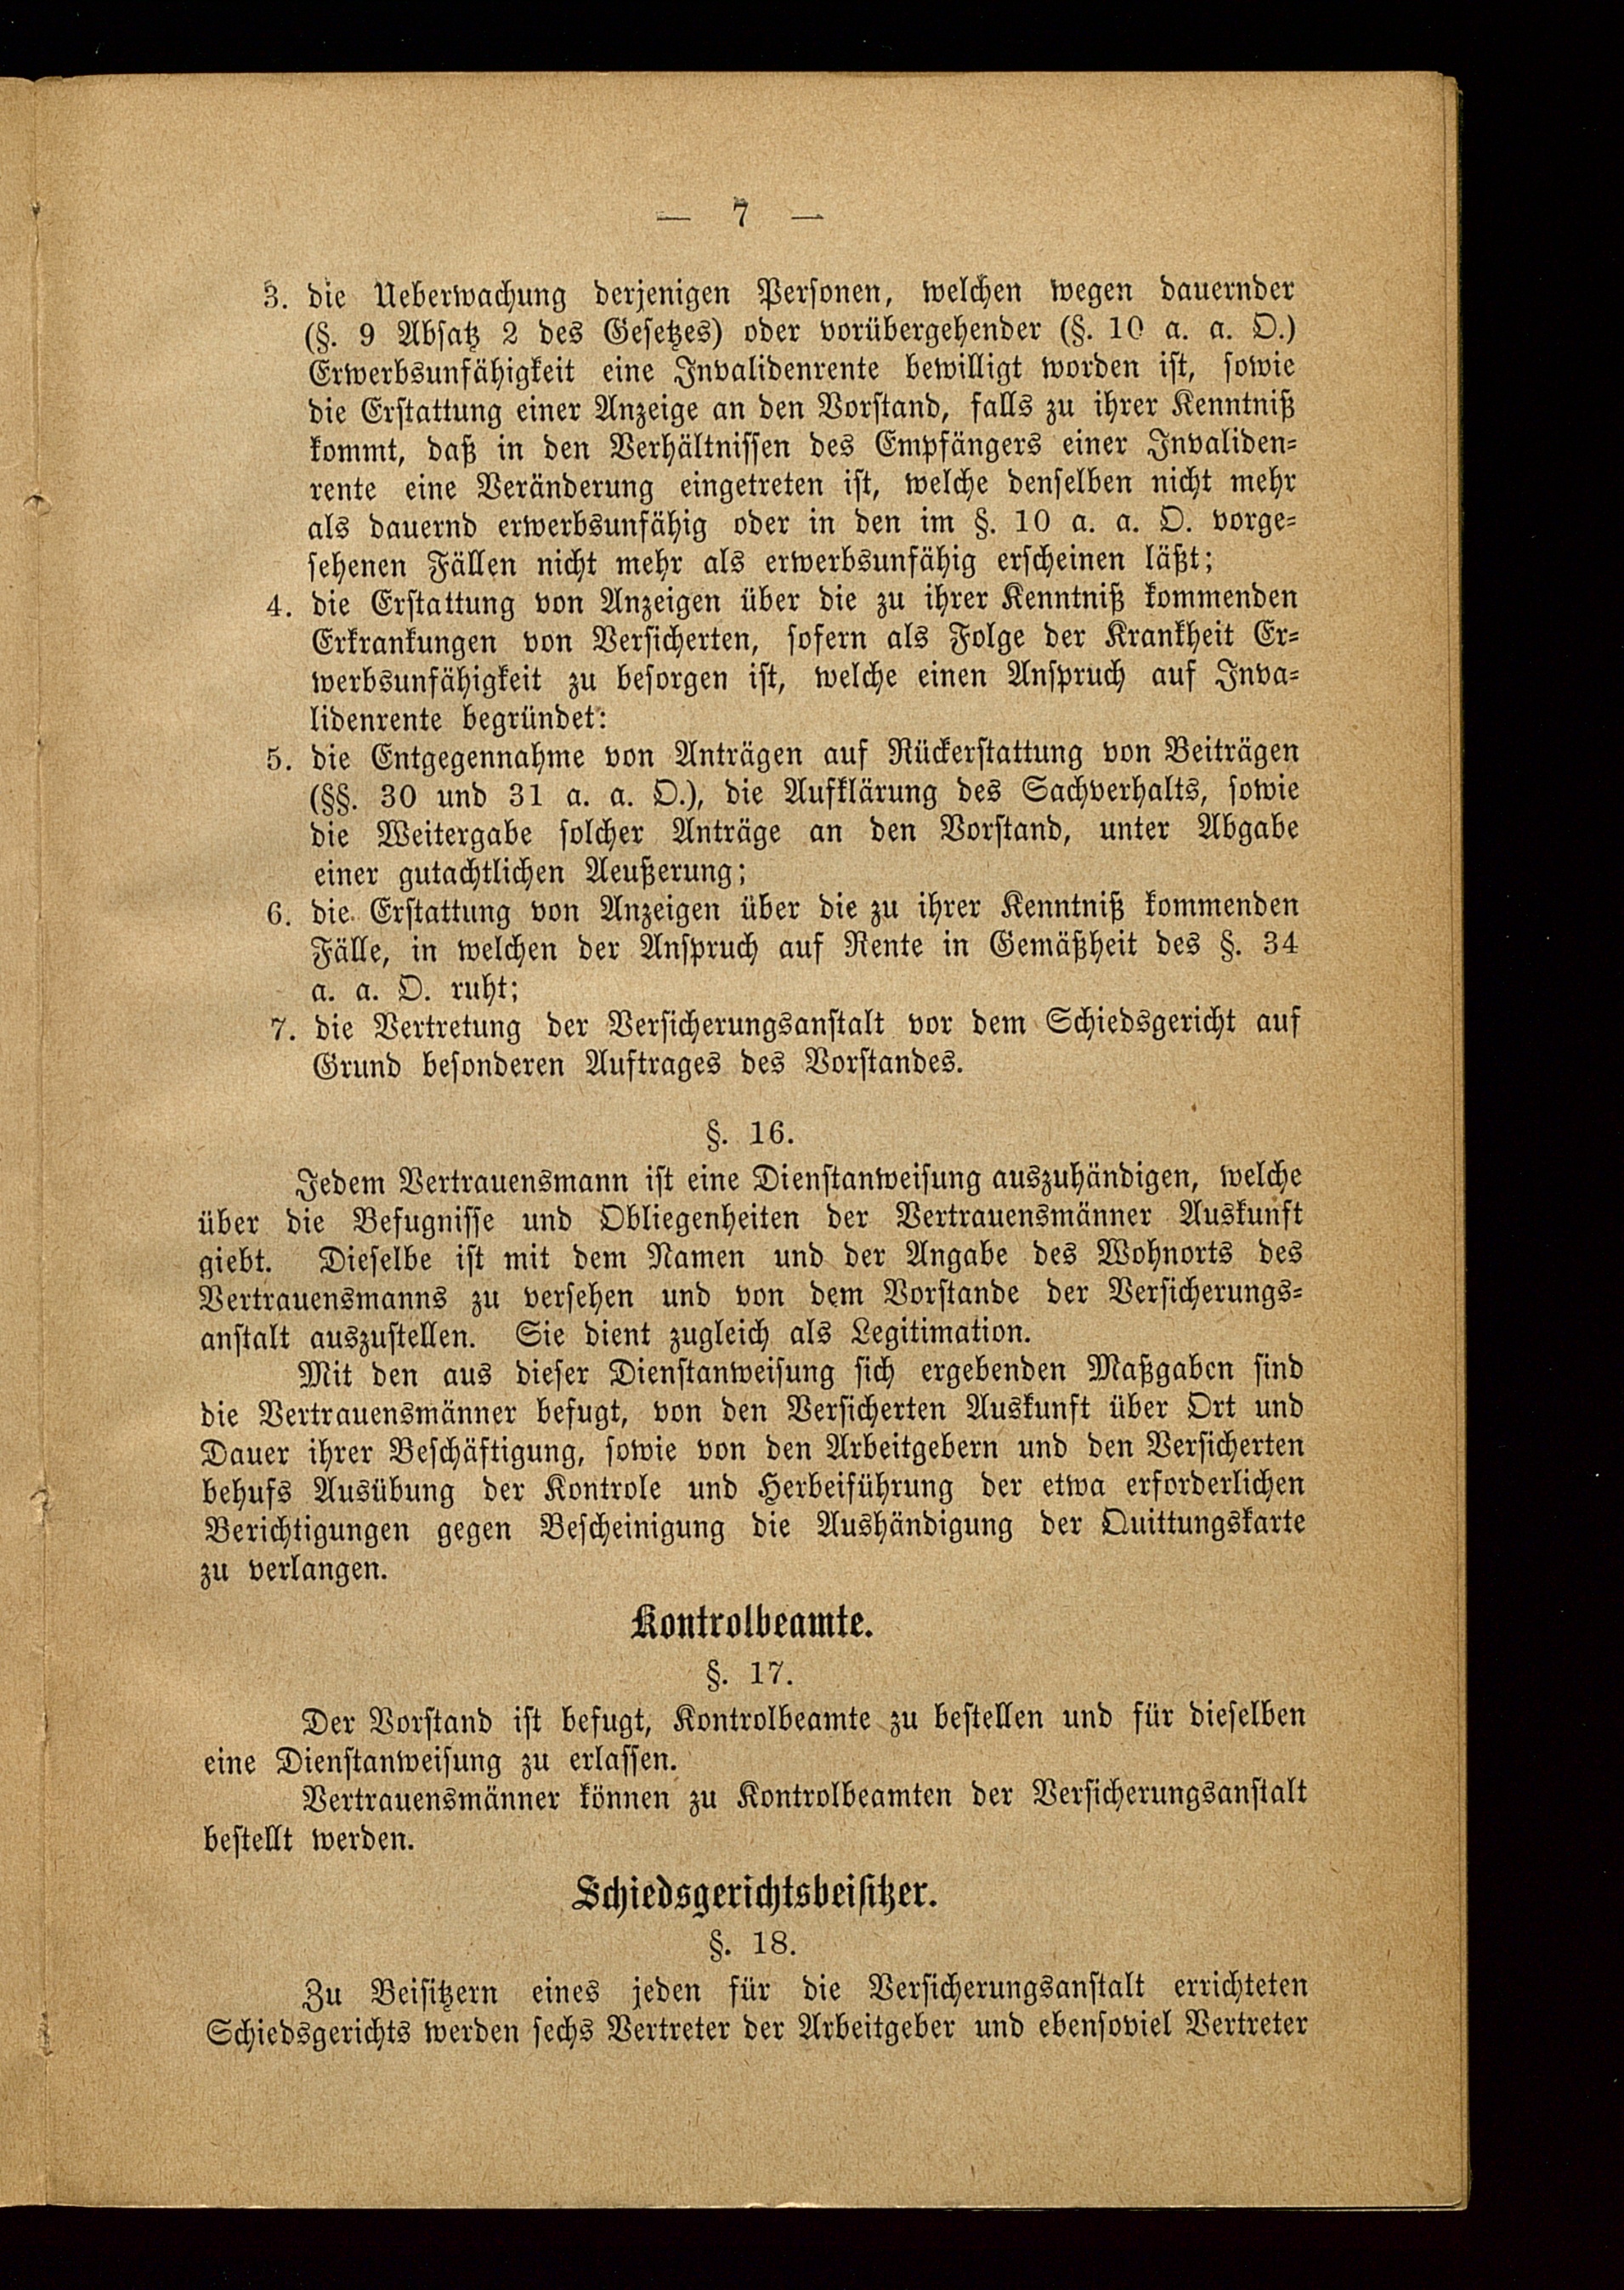 — 7 —
3. die Ueberwachung derjenigen Personen, welchen wegen dauernder
(§. 9 Absatz 2 des Gesetzes) oder vorübergehender (§. 10 a. a. O.)
Erwerbsunfähigkeit eine Invalidenrente bewilligt worden ist, sowie
die Erstattung einer Anzeige an den Vorstand, falls zu ihrer Kenntniß
kommt, daß in den Verhältnissen des Empfängers einer Invaliden-
rente eine Veränderung eingetreten ist, welche denselben nicht mehr
als dauernd erwerbsunfähig oder in den im §. 10 a. a. O. vorge-
sehenen Fällen nicht mehr als erwerbsunfähig erscheinen läßt;
4. die Erstattung von Anzeigen über die zu ihrer Kenntniß kommenden
Erkrankungen von Versicherten, sofern als Folge der Krankheit Er-
werbsunfähigkeit zu besorgen ist, welche einen Anspruch auf Inva-
lidenrente begründet:
5. die Entgegennahme von Anträgen auf Rückerstattung von Beiträgen
(§§. 30 und 31 a. a. O.), die Aufklärung des Sachverhalts, sowie
die Weitergabe solcher Anträge an den Vorstand, unter Abgabe
einer gutachtlichen Aeußerung;
6. die Erstattung von Anzeigen über die zu ihrer Kenntniß kommenden
Fälle, in welchen der Anspruch auf Rente in Gemäßheit des §. 34
a. a. O. ruht;
7. die Vertretung der Versicherungsanstalt vor dem Schiedsgericht auf
Grund besonderen Auftrages des Vorstandes.
§. 16.
Jedem Vertrauensmann ist eine Dienstanweisung auszuhändigen, welche
über die Befugnisse und Obliegenheiten der Vertrauensmänner Auskunft
giebt. Dieselbe ist mit dem Namen und der Angabe des Wohnorts des
Vertrauensmanns zu versehen und von dem Vorstande der Versicherungs-
anstalt auszustellen. Sie dient zugleich als Legitimation.
Mit den aus dieser Dienstanweisung sich ergebenden Maßgaben sind
die Vertrauensmänner befugt, von den Versicherten Auskunft über Ort und
Dauer ihrer Beschäftigung, sowie von den Arbeitgebern und den Versicherten
behufs Ausübung der Kontrole und Herbeiführung der etwa erforderlichen
Berichtigungen gegen Bescheinigung die Aushändigung der Quittungskarte
zu verlangen.
Kontrolbeamte.
§. 17.
Der Vorstand ist befugt, Kontrolbeamte zu bestellen und für dieselben
eine Dienstanweisung zu erlassen.
Vertrauensmänner können zu Kontrolbeamten der Versicherungsanstalt
bestellt werden.
Schiedsgerichtsbeisitzer.
§. 18.
Zu Beisitzern eines jeden für die Versicherungsanstalt errichteten
Schiedsgerichts werden sechs Vertreter der Arbeitgeber und ebensoviel Vertreter